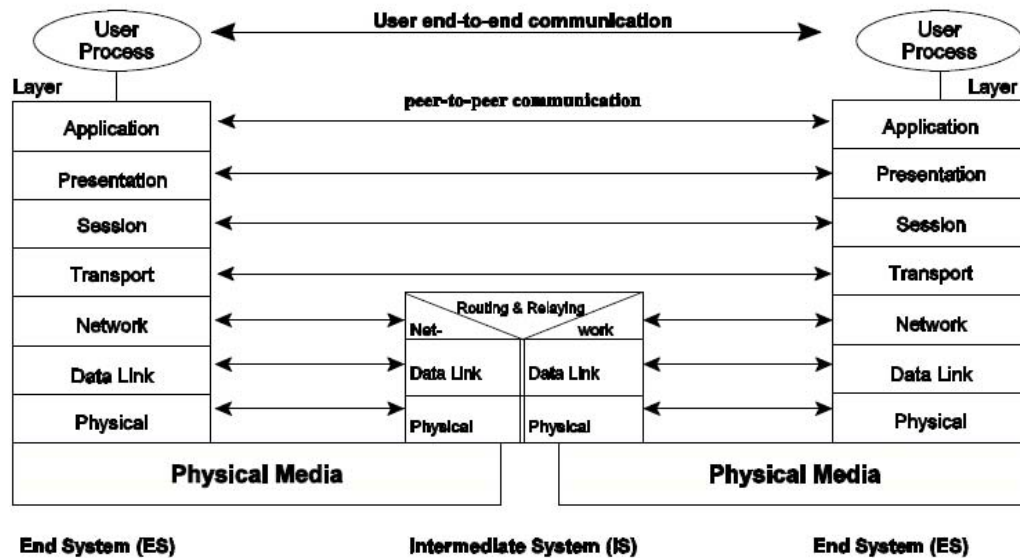 User end-to-end communication
User
Process
User
Process
Layer
Layer
peer-to-peer communication
Application
Application
Presentation
Presentation
Session
Session
Transport
Transport
Routing & Relaying
Network
Net-
work
Network
Data Link
Data Link
Data Link
Data Link
Physical
Physical
Physical
Physical
Physical Media
Physical Media
End System (ES)
Intermediate System (IS)
End System (ES)